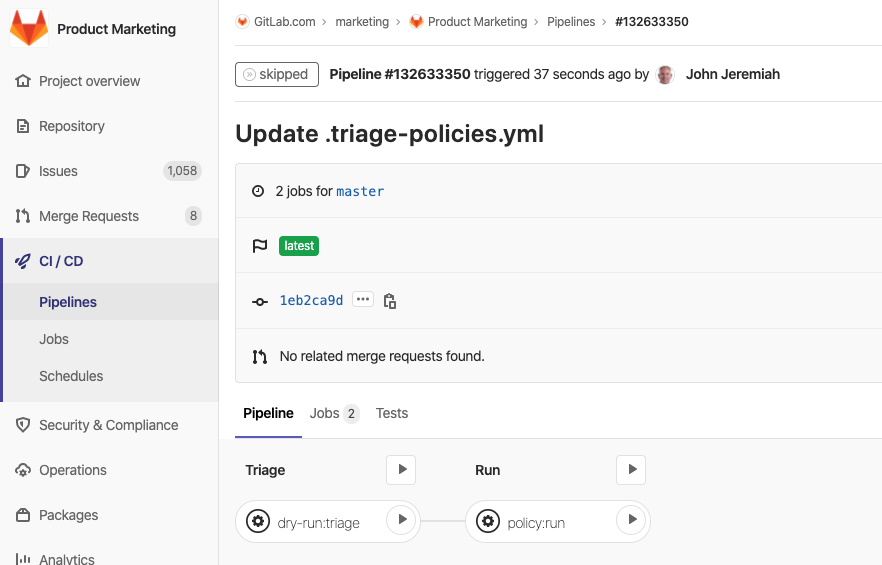 Product Marketing
Project overview
Repository
Issues 1,058
Merge Requests 8
CI / CD
Pipelines
Jobs
Schedules
Security & Compliance
Operations
Packages
Analytics
GitLab.com › marketing › Product Marketing › Pipelines › #132633350
skipped Pipeline #132633350 triggered 37 seconds ago by John Jeremiah
Update .triage-policies.yml
2 jobs for master
latest
1eb2ca9d ···
No related merge requests found.
Pipeline Jobs 2 Tests
Triage Run
dry-run:triage policy:run